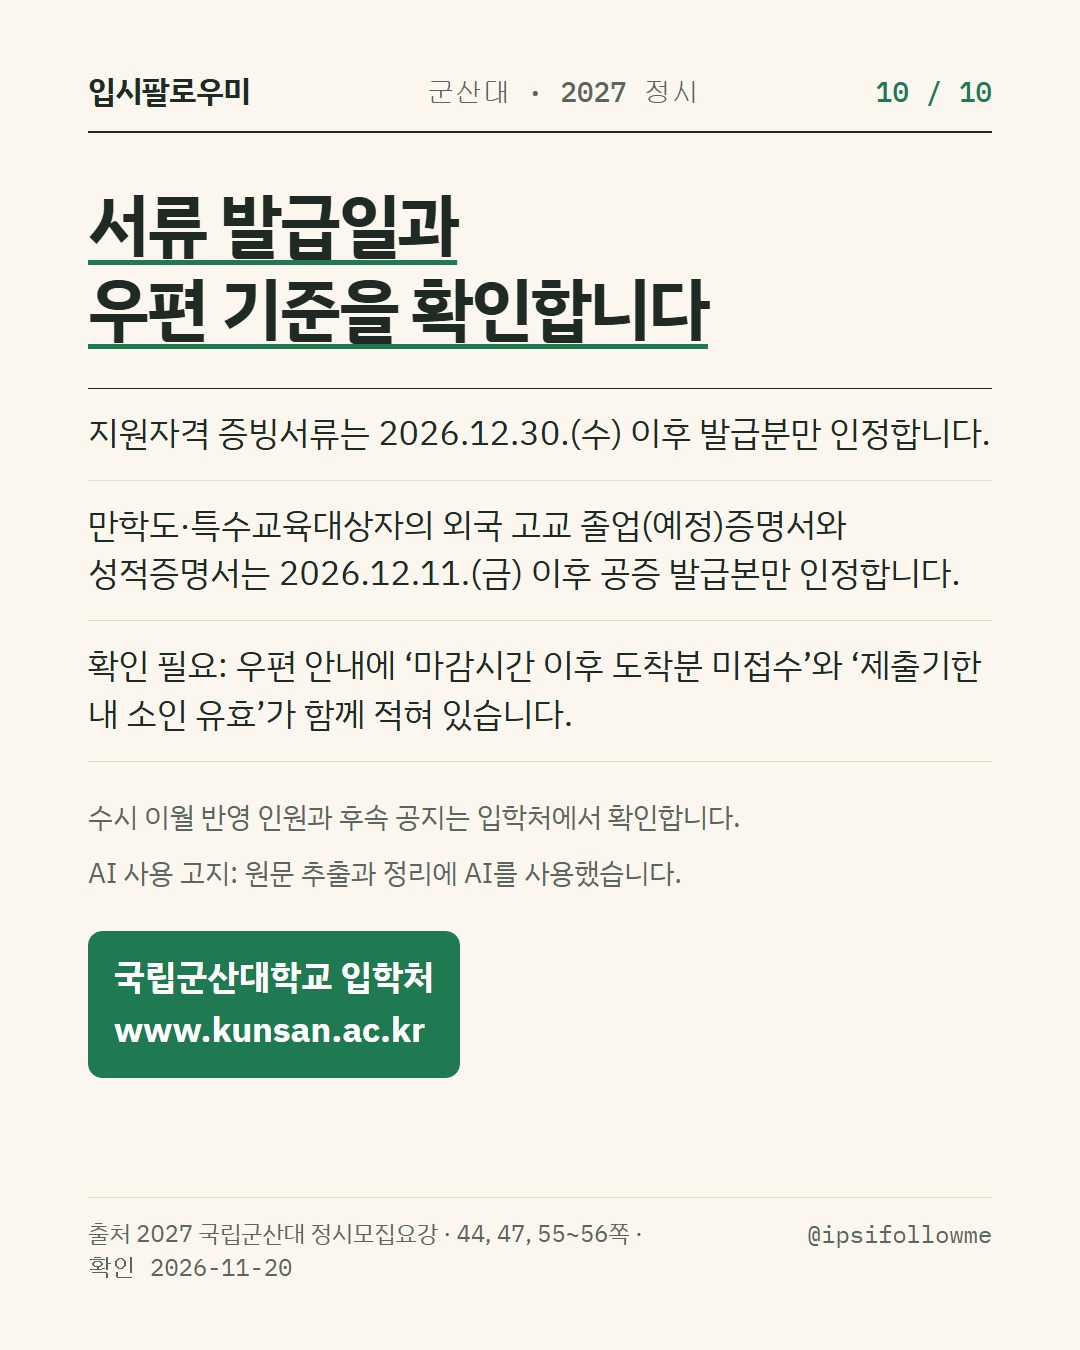 입시팔로우미
군산대 · 2027 정시
10 / 10
서류 발급일과
우편 기준을 확인합니다
지원자격 증빙서류는 2026.12.30.(수) 이후 발급분만 인정합니다.
만학도·특수교육대상자의 외국 고교 졸업(예정)증명서와
성적증명서는 2026.12.11.(금) 이후 공증 발급본만 인정합니다.
확인 필요: 우편 안내에 ‘마감시간 이후 도착분 미접수’와 ‘제출기한
내 소인 유효’가 함께 적혀 있습니다.
수시 이월 반영 인원과 후속 공지는 입학처에서 확인합니다.
AI 사용 고지: 원문 추출과 정리에 AI를 사용했습니다.
국립군산대학교 입학처
www.kunsan.ac.kr
출처 2027 국립군산대 정시모집요강 · 44, 47, 55~56쪽 ·
확인 2026-11-20
@ipsifollowme